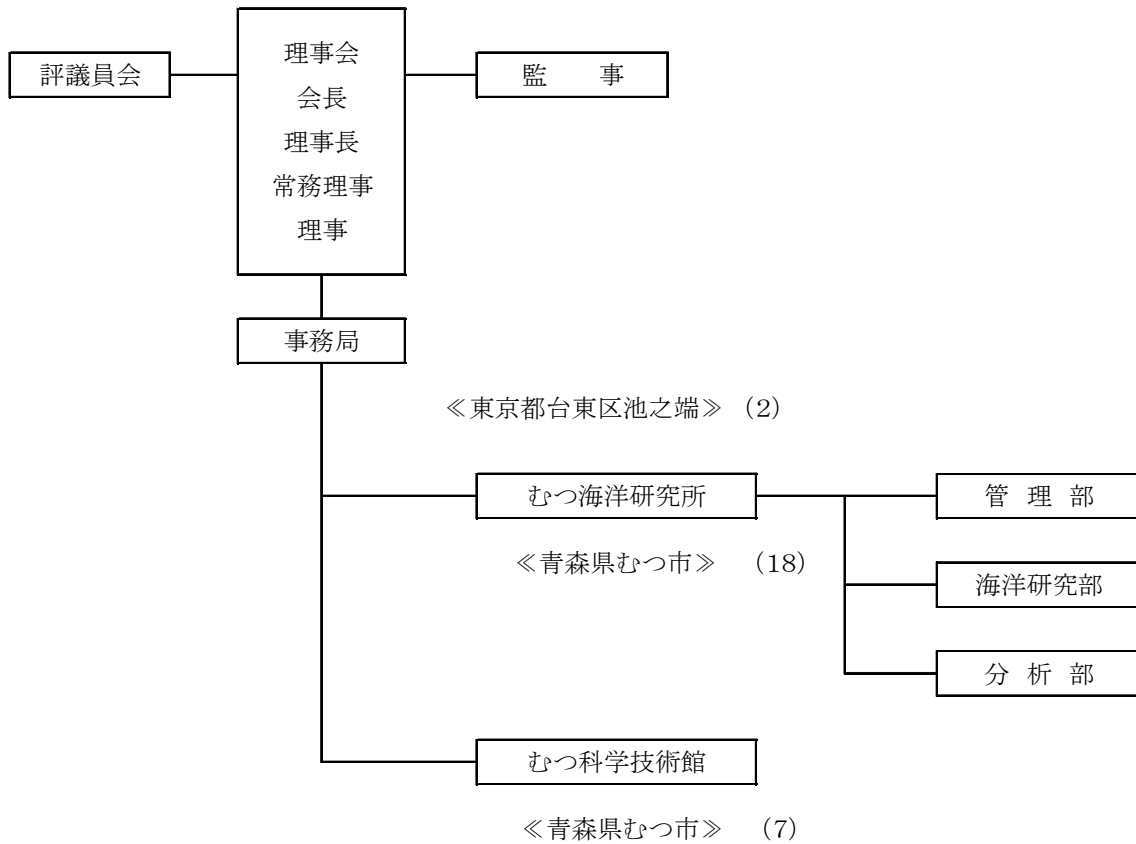 評議員会
理事会
会長
理事長
常務理事
理事
監　　事
事務局
≪東京都台東区池之端≫ （2）
むつ海洋研究所
≪青森県むつ市≫ （18）
管 理 部
海洋研究部
分 析 部
むつ科学技術館
≪青森県むつ市≫ （7）